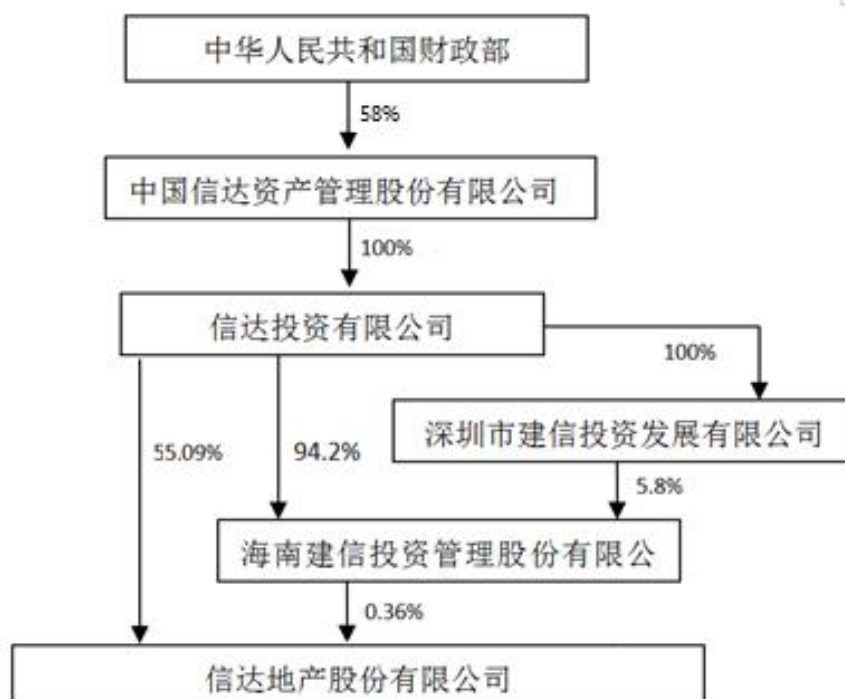 中华人民共和国财政部
58%
中国信达资产管理股份有限公司
100%
信达投资有限公司
100%
深圳市建信投资发展有限公司
55.09%
94.2%
5.8%
海南建信投资管理股份有限公
0.36%
信达地产股份有限公司